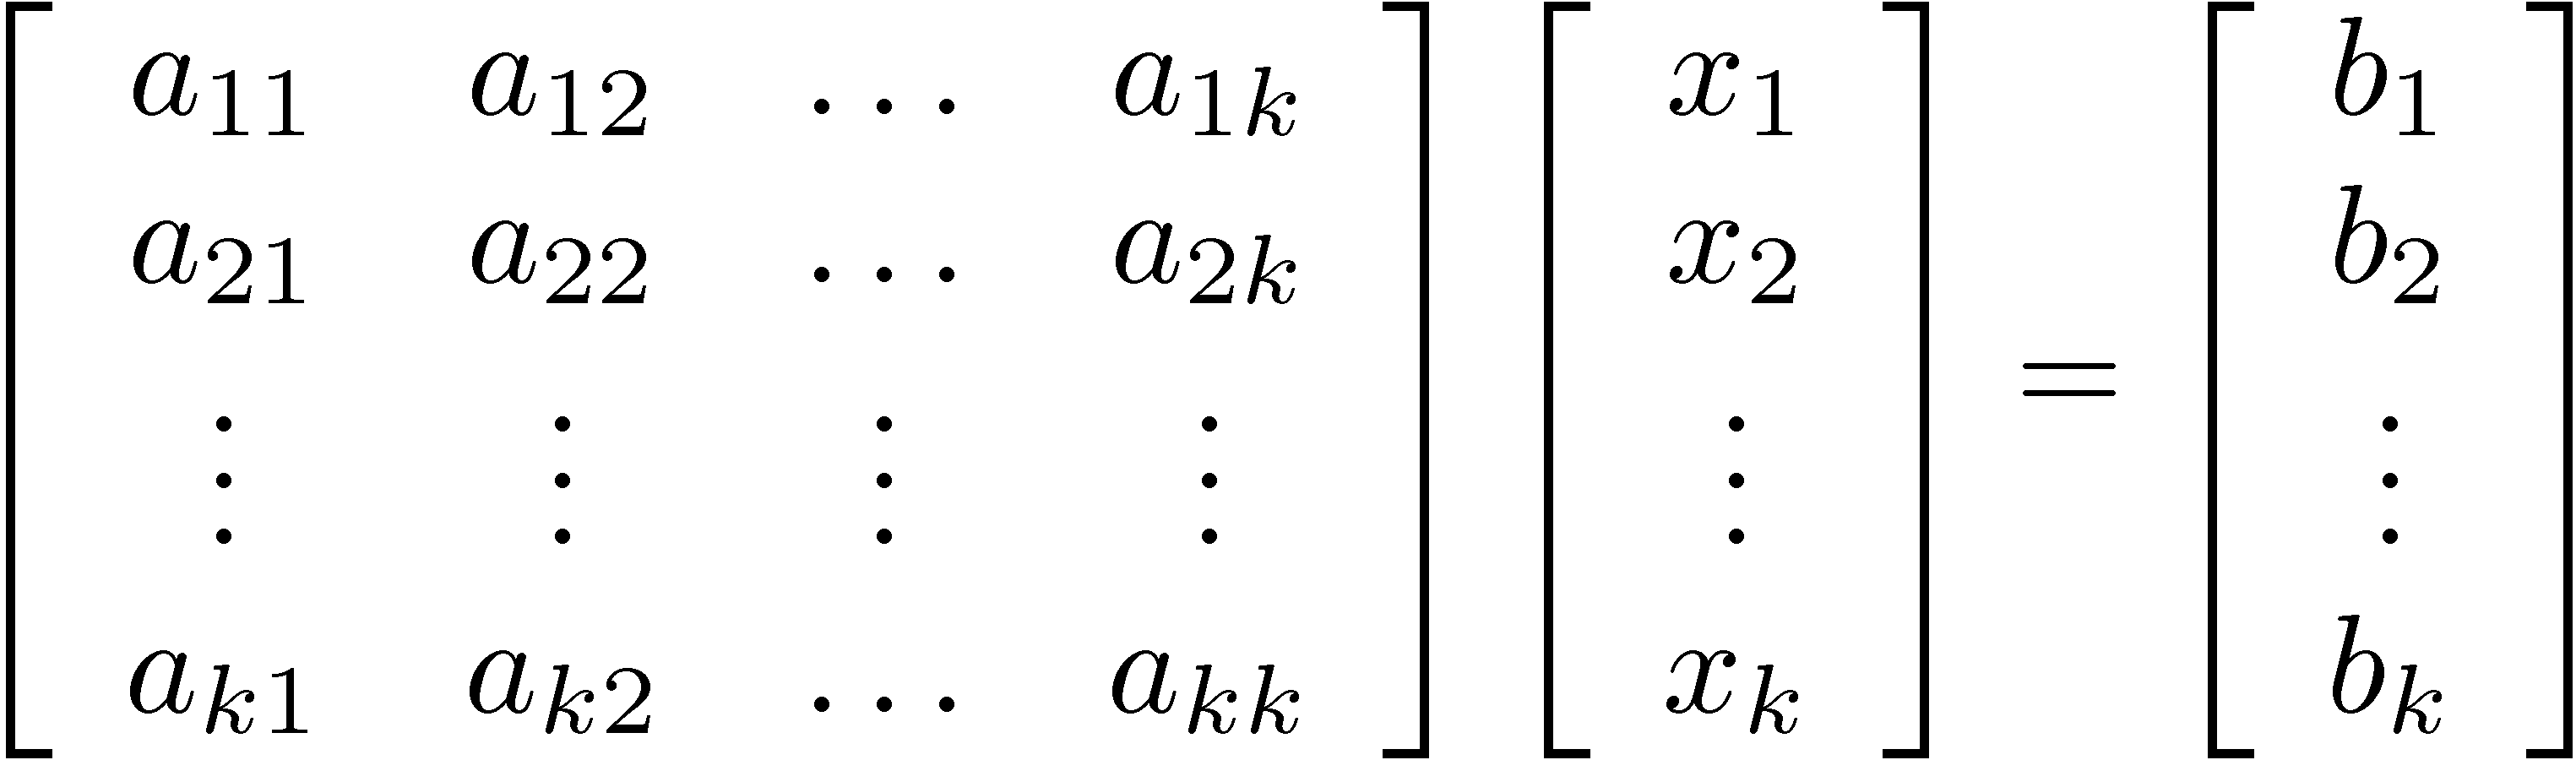 [ a₁₁ a₁₂ … a₁ₖ ] [ x₁ ] [ b₁ ]
[ a₂₁ a₂₂ … a₂ₖ ] [ x₂ ] [ b₂ ]
[ ⋮ ⋮ ⋮ ⋮ ] [ ⋮ ] = [ ⋮ ]
[ aₖ₁ aₖ₂ … aₖₖ ] [ xₖ ] [ bₖ ]